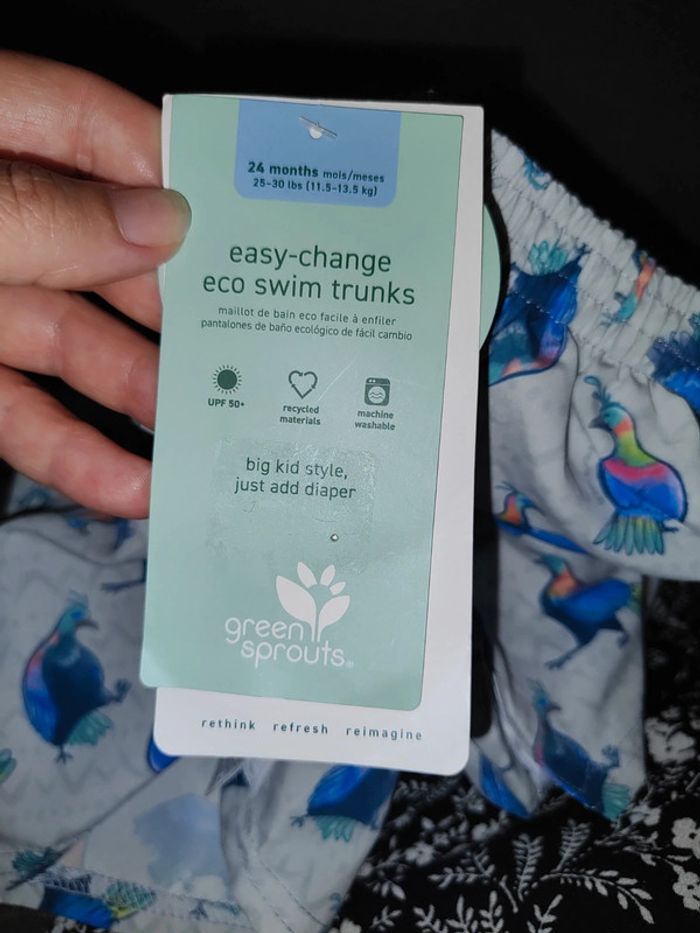 24 months mois/meses
25-30 lbs (11.5-13.5 kg)
easy-change
eco swim trunks
maillot de bain eco facile à enfiler
pantalones de baño ecológico de fácil cambio
UPF 50+
recycled
materials
machine
washable
big kid style,
just add diaper
green
sprouts®
rethink refresh reimagine